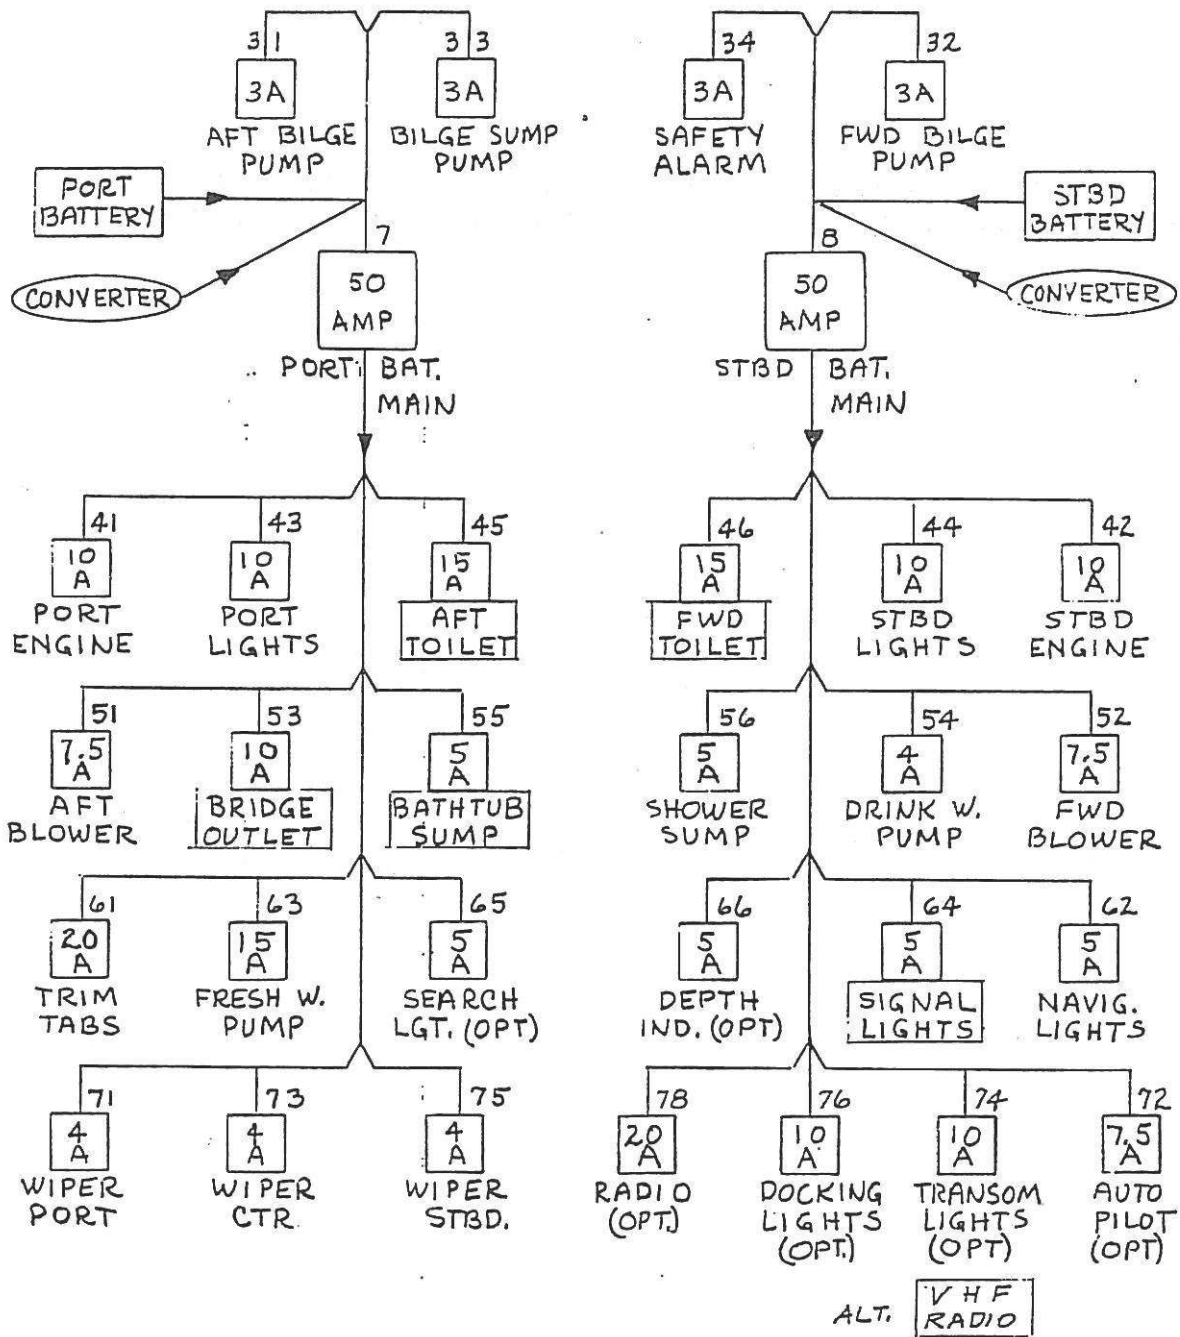 31 33 34 32
3A 3A 3A 3A
AFT BILGE PUMP
BILGE SUMP PUMP
SAFETY ALARM
FWD BILGE PUMP
PORT BATTERY
STBD BATTERY
CONVERTER
CONVERTER
7
50 AMP
PORT BAT. MAIN
8
50 AMP
STBD BAT. MAIN
41 43 45 46 44 42
10 A 10 A 15 A 15 A 10 A 10 A
PORT ENGINE
PORT LIGHTS
AFT TOILET
FWD TOILET
STBD LIGHTS
STBD ENGINE
51 53 55 56 54 52
7.5 A 10 A 5 A 5 A 4 A 7.5 A
AFT BLOWER
BRIDGE OUTLET
BATHTUB SUMP
SHOWER SUMP
DRINK W. PUMP
FWD BLOWER
61 63 65 66 64 62
20 A 15 A 5 A 5 A 5 A 5 A
TRIM TABS
FRESH W. PUMP
SEARCH LGT. (OPT)
DEPTH IND. (OPT)
SIGNAL LIGHTS
NAVIG. LIGHTS
71 73 75 78 76 74 72
4 A 4 A 4 A 20 A 10 A 10 A 7.5 A
WIPER PORT
WIPER CTR.
WIPER STBD.
RADIO (OPT.)
DOCKING LIGHTS (OPT.)
TRANSOM LIGHTS (OPT)
AUTO PILOT (OPT)
ALT. VHF RADIO